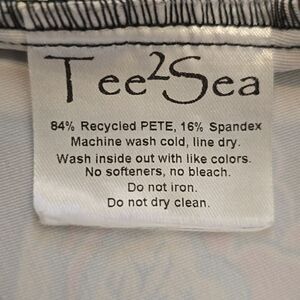 Tee2Sea
84% Recycled PETE, 16% Spandex
Machine wash cold, line dry.
Wash inside out with like colors.
No softeners, no bleach.
Do not iron.
Do not dry clean.